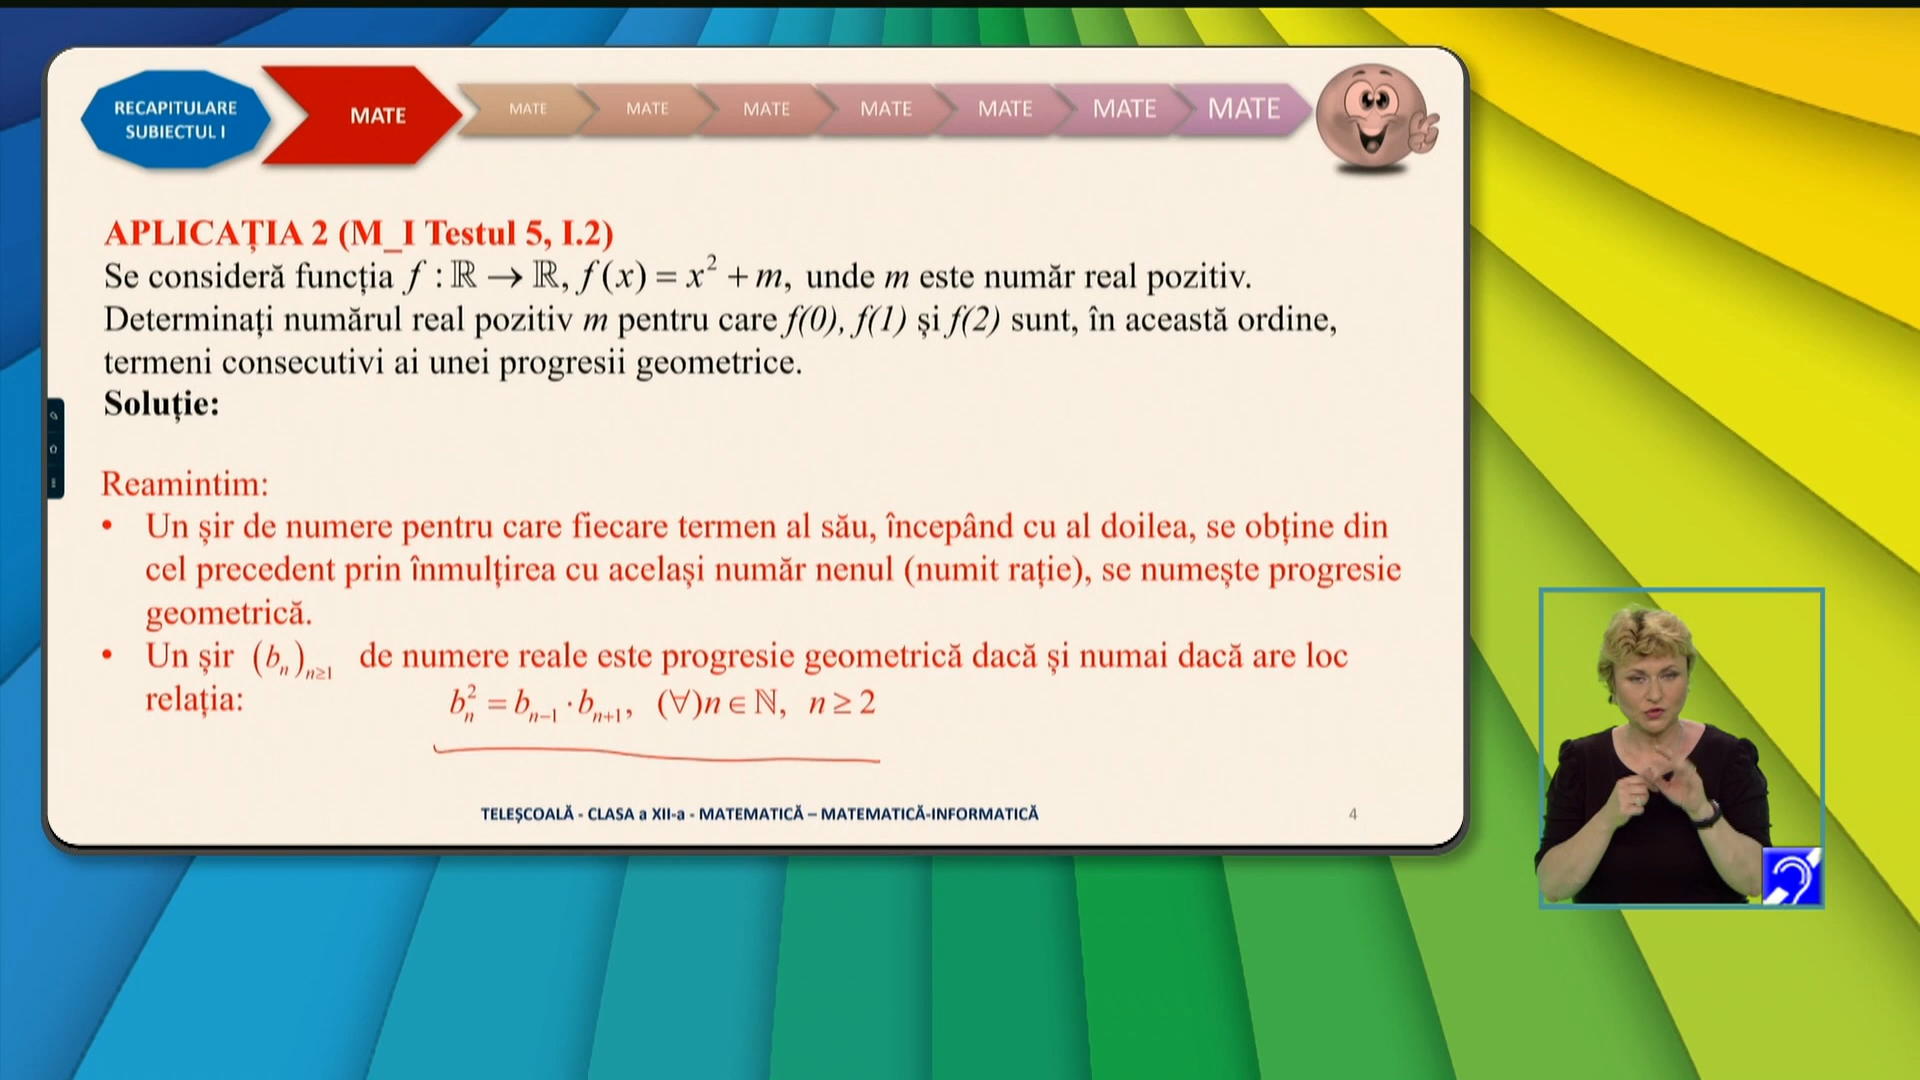 RECAPITULARE
SUBIECTUL I
MATE
MATE
MATE
MATE
MATE
MATE
MATE
MATE
APLICAȚIA 2 (M_I Testul 5, I.2)
Se consideră funcția f : ℝ → ℝ, f(x) = x² + m, unde m este număr real pozitiv.
Determinați numărul real pozitiv m pentru care f(0), f(1) și f(2) sunt, în această ordine,
termeni consecutivi ai unei progresii geometrice.
Soluție:
Reamintim:
• Un șir de numere pentru care fiecare termen al său, începând cu al doilea, se obține din
cel precedent prin înmulțirea cu același număr nenul (numit rație), se numește progresie
geometrică.
• Un șir (bₙ)ₙ≥₁ de numere reale este progresie geometrică dacă și numai dacă are loc
relația: bₙ² = bₙ₋₁ · bₙ₊₁, (∀)n ∈ ℕ, n ≥ 2
TELEȘCOALĂ - CLASA a XII-a - MATEMATICĂ – MATEMATICĂ-INFORMATICĂ
4